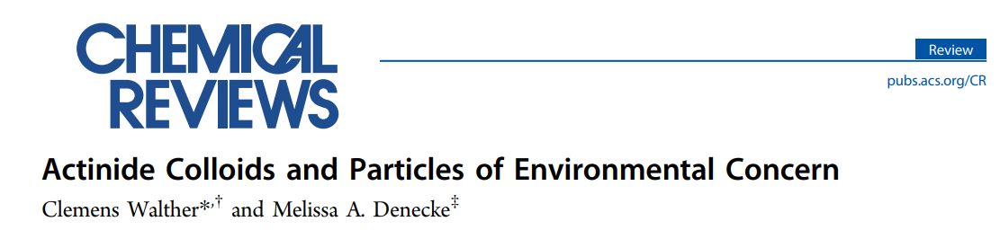 CHEMICAL
REVIEWS
Review
pubs.acs.org/CR
Actinide Colloids and Particles of Environmental Concern
Clemens Walther*,† and Melissa A. Denecke‡